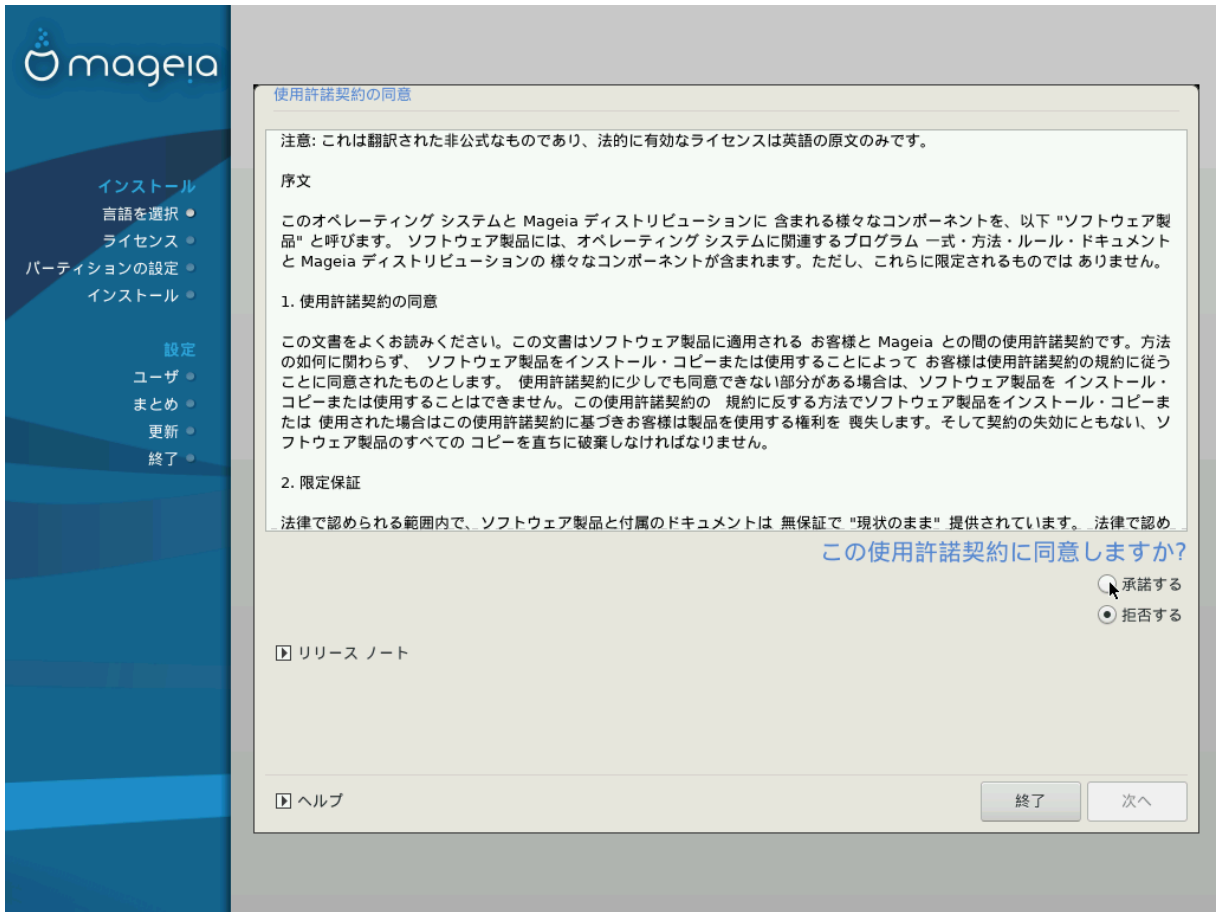 mageia
インストール
言語を選択
ライセンス
パーティションの設定
インストール
設定
ユーザ
まとめ
更新
終了
使用許諾契約の同意
注意: これは翻訳された非公式なものであり、法的に有効なライセンスは英語の原文のみです。
序文
このオペレーティング システムと Mageia ディストリビューションに 含まれる様々なコンポーネントを、以下 "ソフトウェア製
品" と呼びます。 ソフトウェア製品には、オペレーティング システムに関連するプログラム 一式・方法・ルール・ドキュメント
と Mageia ディストリビューションの 様々なコンポーネントが含まれます。ただし、これらに限定されるものでは ありません。
1. 使用許諾契約の同意
この文書をよくお読みください。この文書はソフトウェア製品に適用される お客様と Mageia との間の使用許諾契約です。方法
の如何に関わらず、 ソフトウェア製品をインストール・コピーまたは使用することによって お客様は使用許諾契約の規約に従う
ことに同意されたものとします。 使用許諾契約に少しでも同意できない部分がある場合は、ソフトウェア製品を インストール・
コピーまたは使用することはできません。この使用許諾契約の 規約に反する方法でソフトウェア製品をインストール・コピーま
たは 使用された場合はこの使用許諾契約に基づきお客様は製品を使用する権利を 喪失します。そして契約の失効にともない、ソ
フトウェア製品のすべての コピーを直ちに破棄しなければなりません。
2. 限定保証
法律で認められる範囲内で、ソフトウェア製品と付属のドキュメントは 無保証で "現状のまま" 提供されています。 法律で認め
この使用許諾契約に同意しますか?
承諾する
拒否する
リリース ノート
ヘルプ
終了
次へ